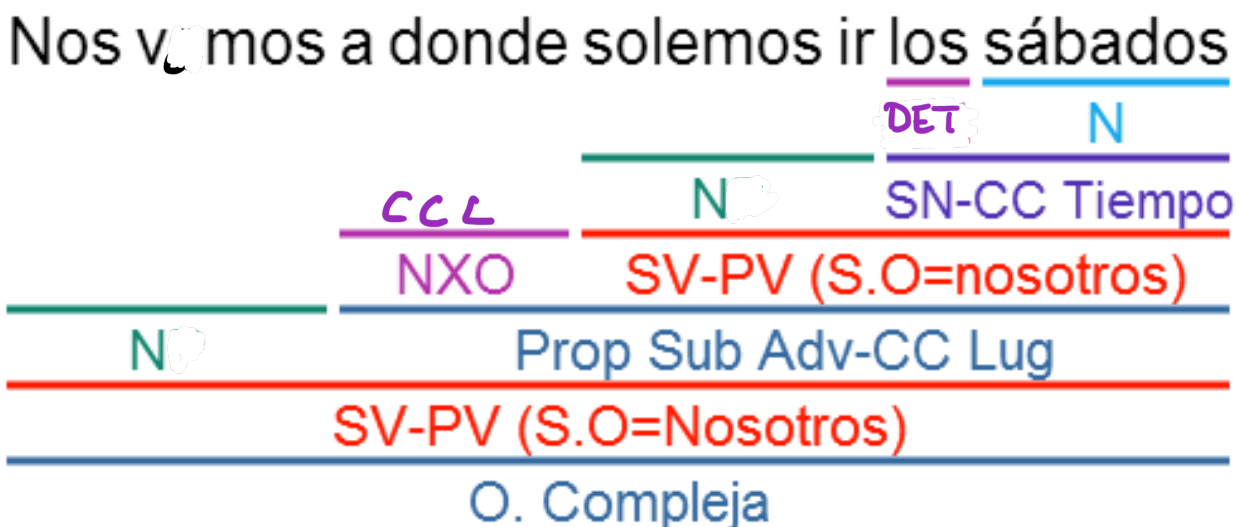 Nos vamos a donde solemos ir los sábados
DET N
CCL N SN-CC Tiempo
NXO SV-PV (S.O=nosotros)
N Prop Sub Adv-CC Lug
SV-PV (S.O=Nosotros)
O. Compleja